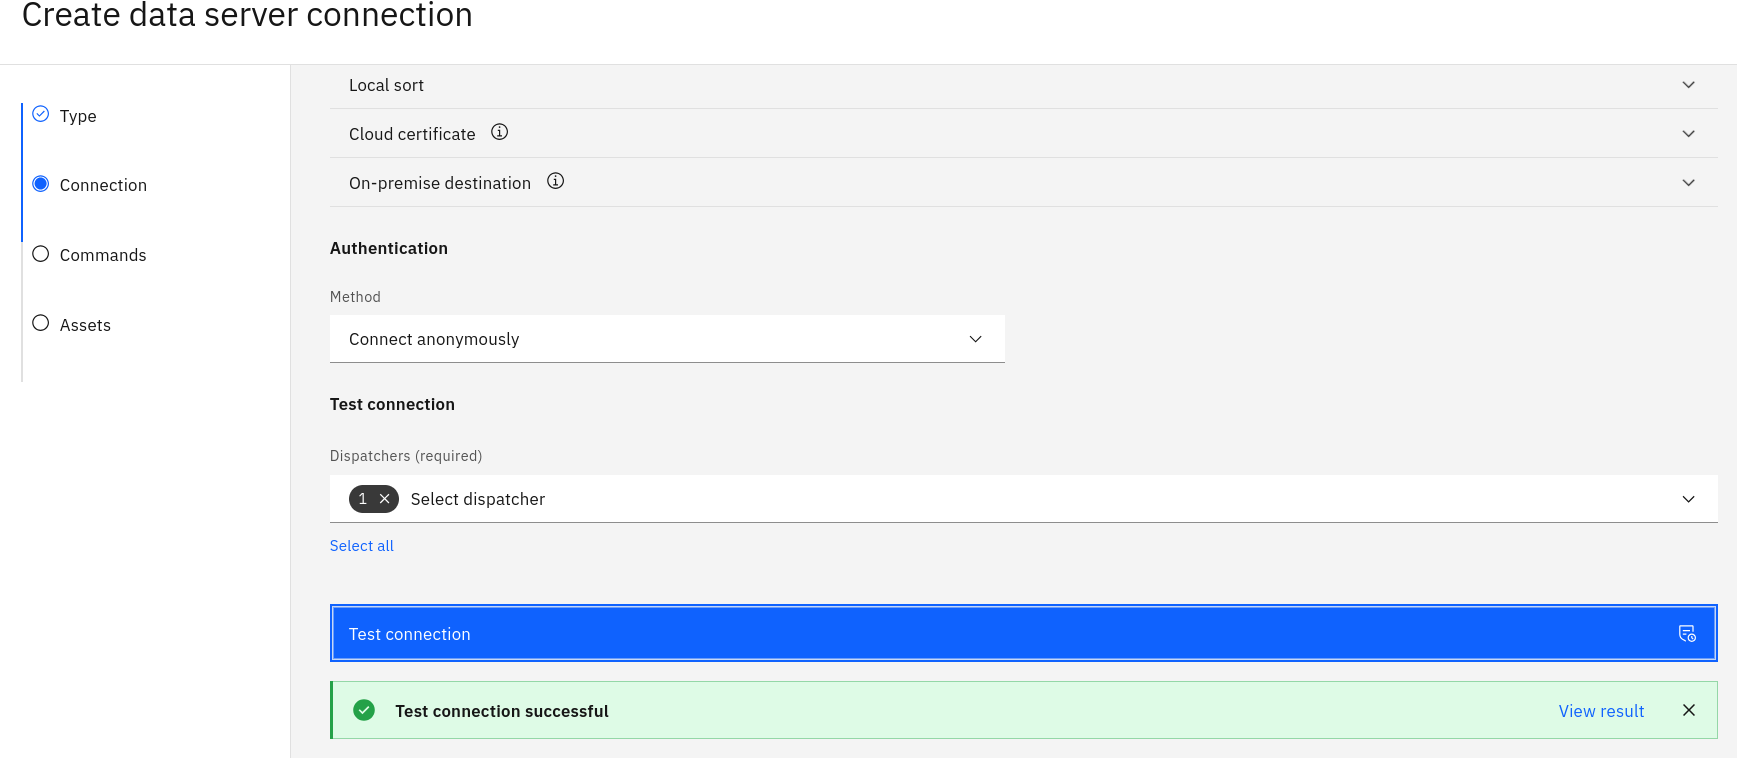 Create data server connection
Type
Connection
Commands
Assets
Local sort
Cloud certificate
On-premise destination
Authentication
Method
Connect anonymously
Test connection
Dispatchers (required)
1 Select dispatcher
Select all
Test connection
Test connection successful View result